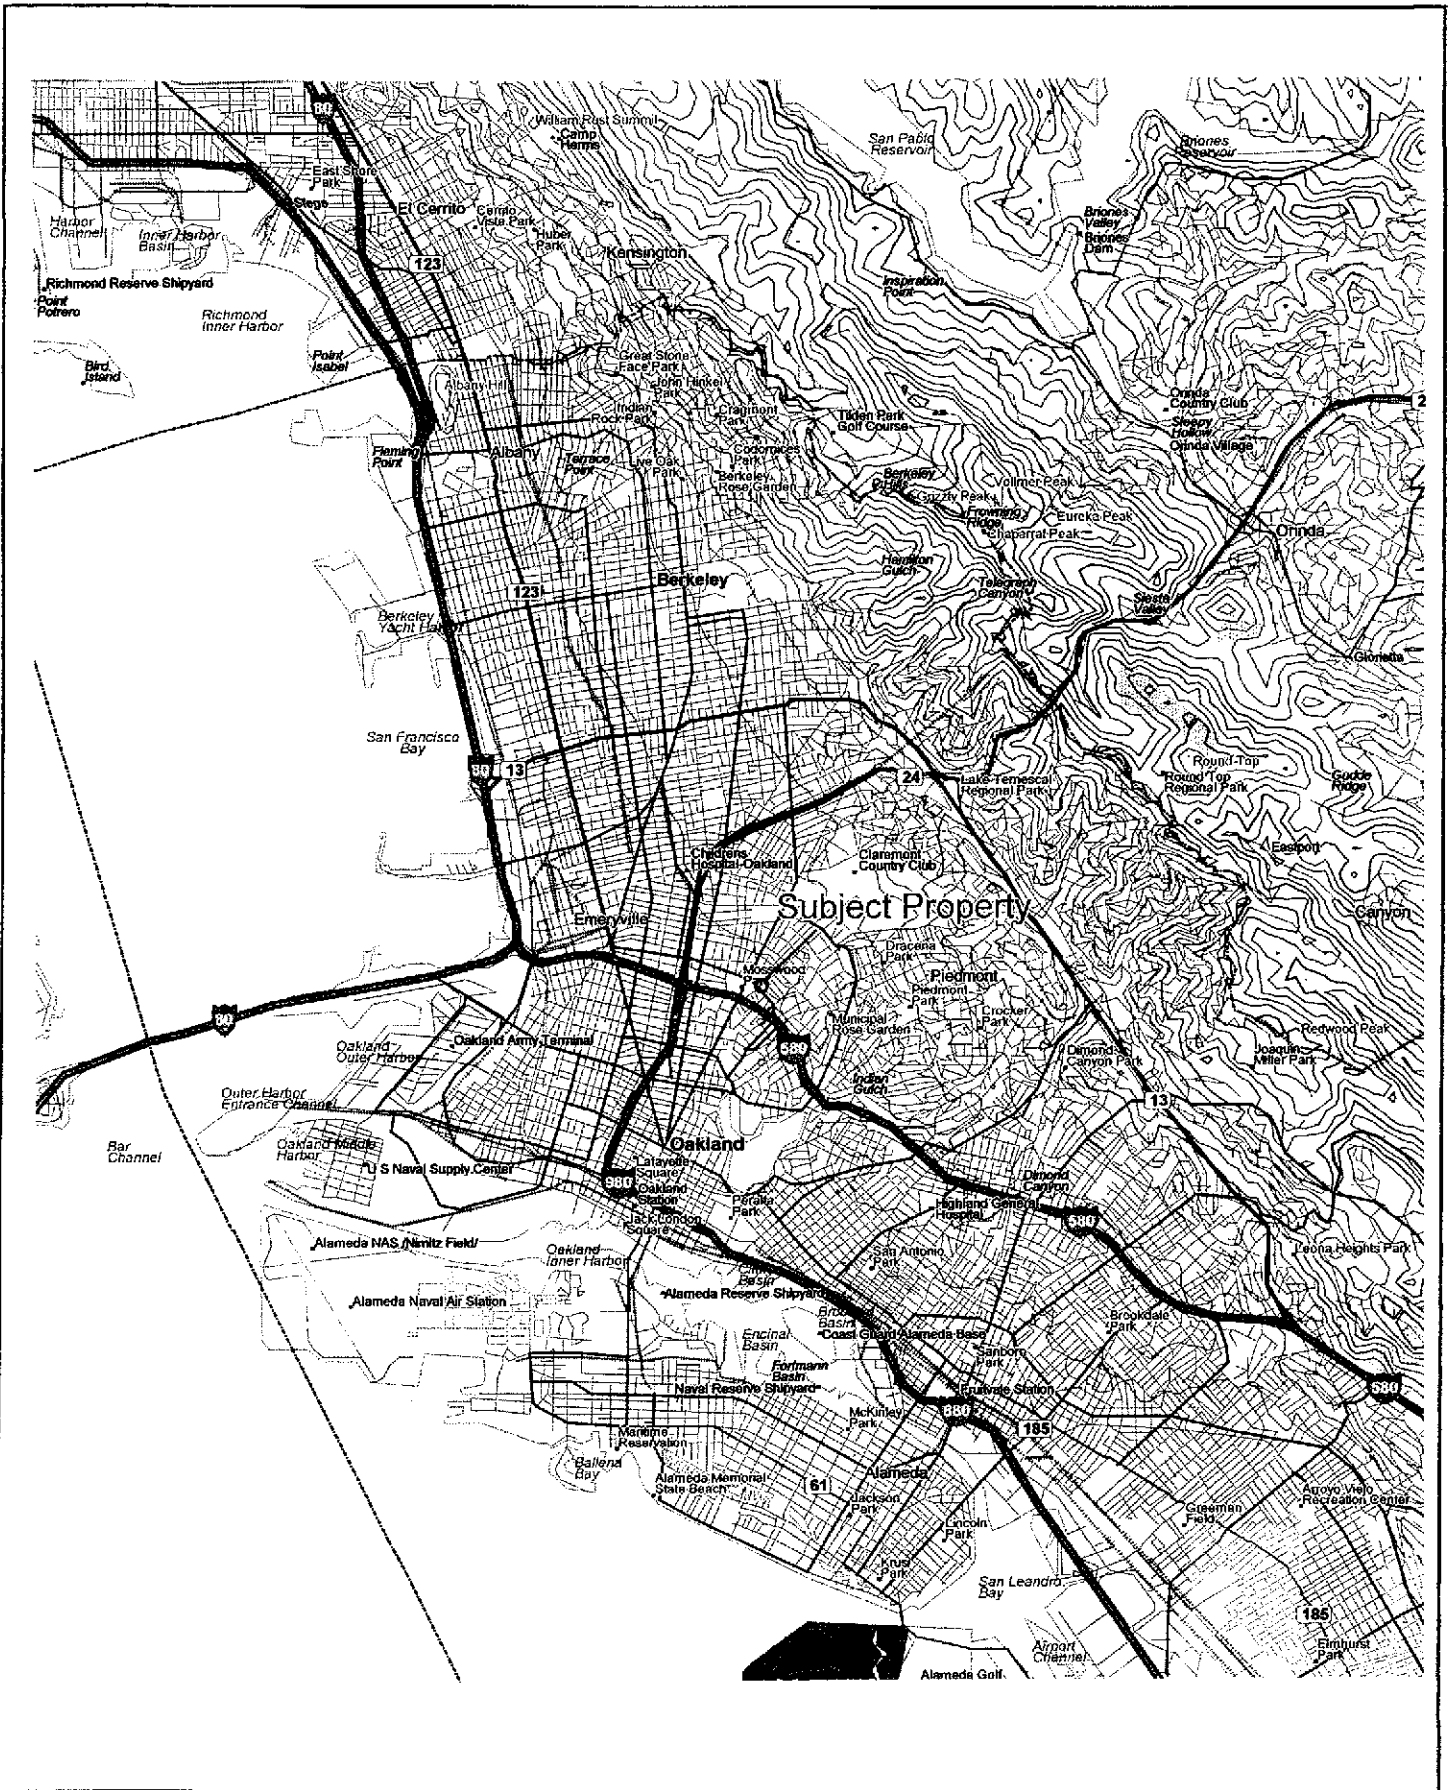 80
William Rust Summit
Camp
Herms
San Pablo
Reservoir
Briones
Reservoir
East Shore
Park
Stege
El Cerrito
Cerrito
Vista Park
Huber
Park
Kensington
Harbor
Channel
Inner Harbor
Basin
Briones
Valley
Briones
Dam
123
Richmond Reserve Shipyard
Point
Potrero
Inspiration
Point
Richmond
Inner Harbor
Bird
Island
Point
Isabel
Great Stone
Face Park
Albany Hill
John Hinkel
Park
Indian
Rock Park
Cragmont
Park
Tilden Park
Golf Course
Orinda
Country Club
Sleepy
Hollow
Orinda Village
2
Fleming
Point
Albany
Terrace
Point
Live Oak
Park
Codornices
Park
Berkeley
Rose Garden
Berkeley
Hills
Grizzly Peak
Vollmer Peak
Frowning
Ridge
Eureka Peak
Chaparral Peak
Orinda
Hamilton
Gulch
Berkeley
Telegraph
Canyon
Siesta
Valley
123
Berkeley
Yacht Harbor
Glorietta
San Francisco
Bay
80
13
24
Lake Temescal
Regional Park
Round Top
Round Top
Regional Park
Gudde
Ridge
Childrens
Hospital-Oakland
Claremont
Country Club
Eastport
Subject Property
Emeryville
Canyon
Dracena
Park
Mosswood
Piedmont
Piedmont
Park
Crocker
Park
80
Municipal
Rose Garden
Redwood Peak
Oakland
Outer Harbor
Oakland Army Terminal
580
Dimond
Canyon Park
Joaquin
Miller Park
Indian
Gulch
Outer Harbor
Entrance Channel
13
Bar
Channel
Oakland Middle
Harbor
Oakland
U S Naval Supply Center
Lafayette
Square
980
Oakland
Station
Peralta
Park
Dimond
Canyon
Highland General
Hospital
580
Jack London
Square
Alameda NAS /Nimitz Field/
Oakland
Inner Harbor
San Antonio
Park
Leona Heights Park
Basin
Alameda Naval Air Station
Alameda Reserve Shipyard
Basin
Brookdale
Park
Encinal
Basin
Coast Guard Alameda Base
Sanborn
Park
Fortmann
Basin
Naval Reserve Shipyard
Fruitvale Station
580
McKinley
Park
880
185
Maritime
Reservation
Ballena
Bay
Alameda Memorial
State Beach
61
Alameda
Jackson
Park
Lincoln
Park
Arroyo Viejo
Recreation Center
Greenman
Field
Krusi
Park
San Leandro
Bay
185
Airport
Channel
Elmhurst
Park
Alameda Golf